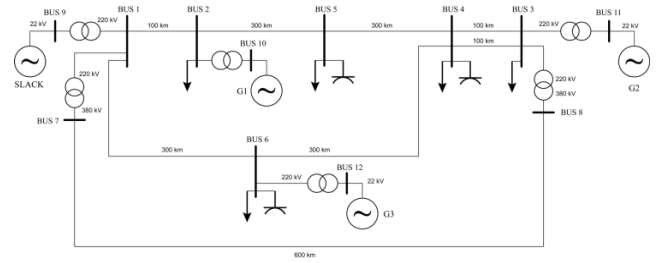 BUS 9
22 kV
220 kV
BUS 1
BUS 2
BUS 5
BUS 4
BUS 3
BUS 11
220 kV
22 kV
100 km
300 km
300 km
100 km
100 km
SLACK
BUS 10
G1
G2
220 kV
380 kV
BUS 7
220 kV
380 kV
BUS 8
300 km
BUS 6
300 km
220 kV
BUS 12
22 kV
G3
600 km